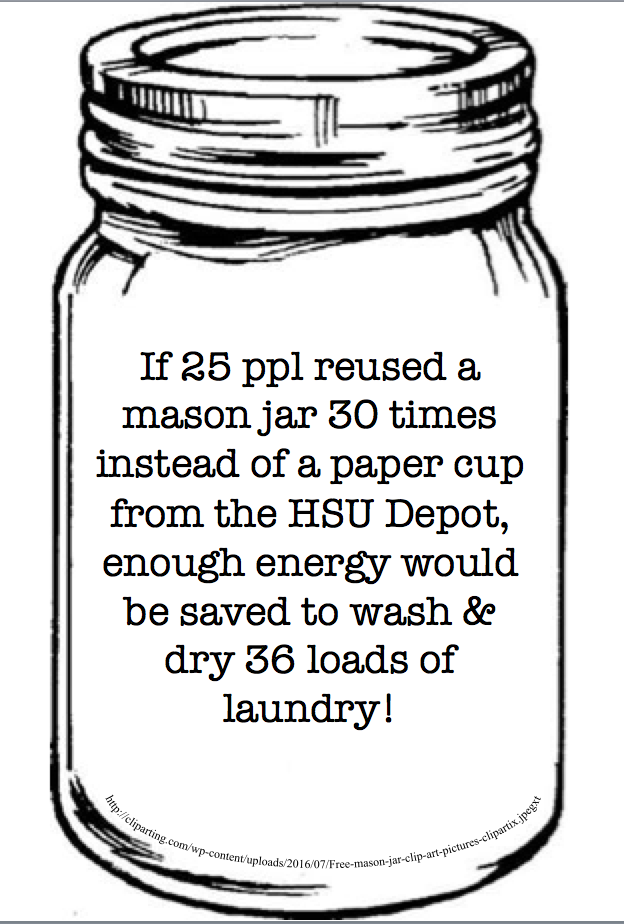 If 25 ppl reused a
mason jar 30 times
instead of a paper cup
from the HSU Depot,
enough energy would
be saved to wash &
dry 36 loads of
laundry!
http://cliparting.com/wp-content/uploads/2016/07/Free-mason-jar-clip-art-pictures-clipartix.jpegxt